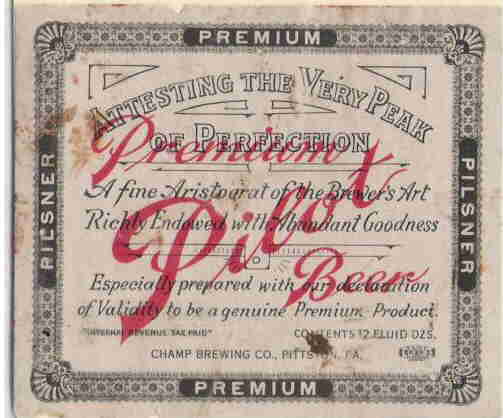 PREMIUM
ATTESTING THE VERY PEAK
OF PERFECTION
Premium
A fine Aristocrat of the Brewer's Art
Richly Endowed with Abundant Goodness
Beer
Especially prepared with our declaration
of Validity to be a genuine Premium Product.
"INTERNAL REVENUE TAX PAID"
CONTENTS 12 FLUID OZS.
CHAMP BREWING CO., PITTSTON, PA.
PILSNER
PILSNER
PREMIUM